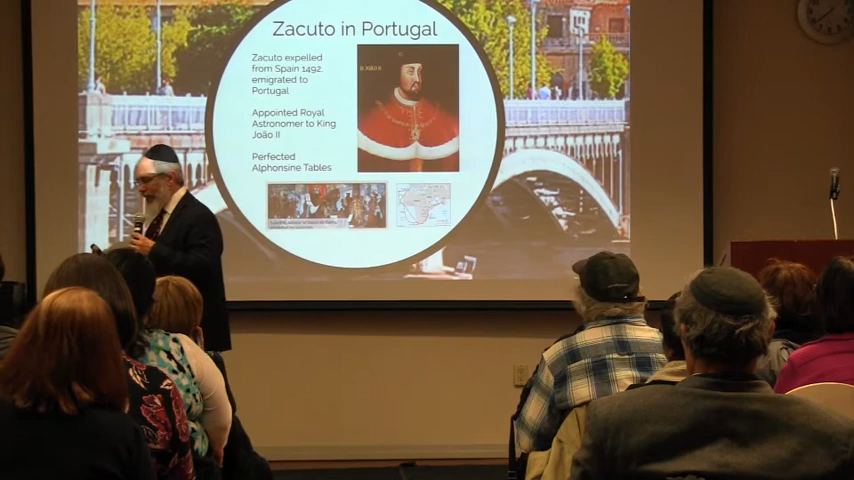 Zacuto in Portugal
Zacuto expelled
from Spain 1492,
emigrated to
Portugal
Appointed Royal
Astronomer to King
João II
Perfected
Alphonsine Tables